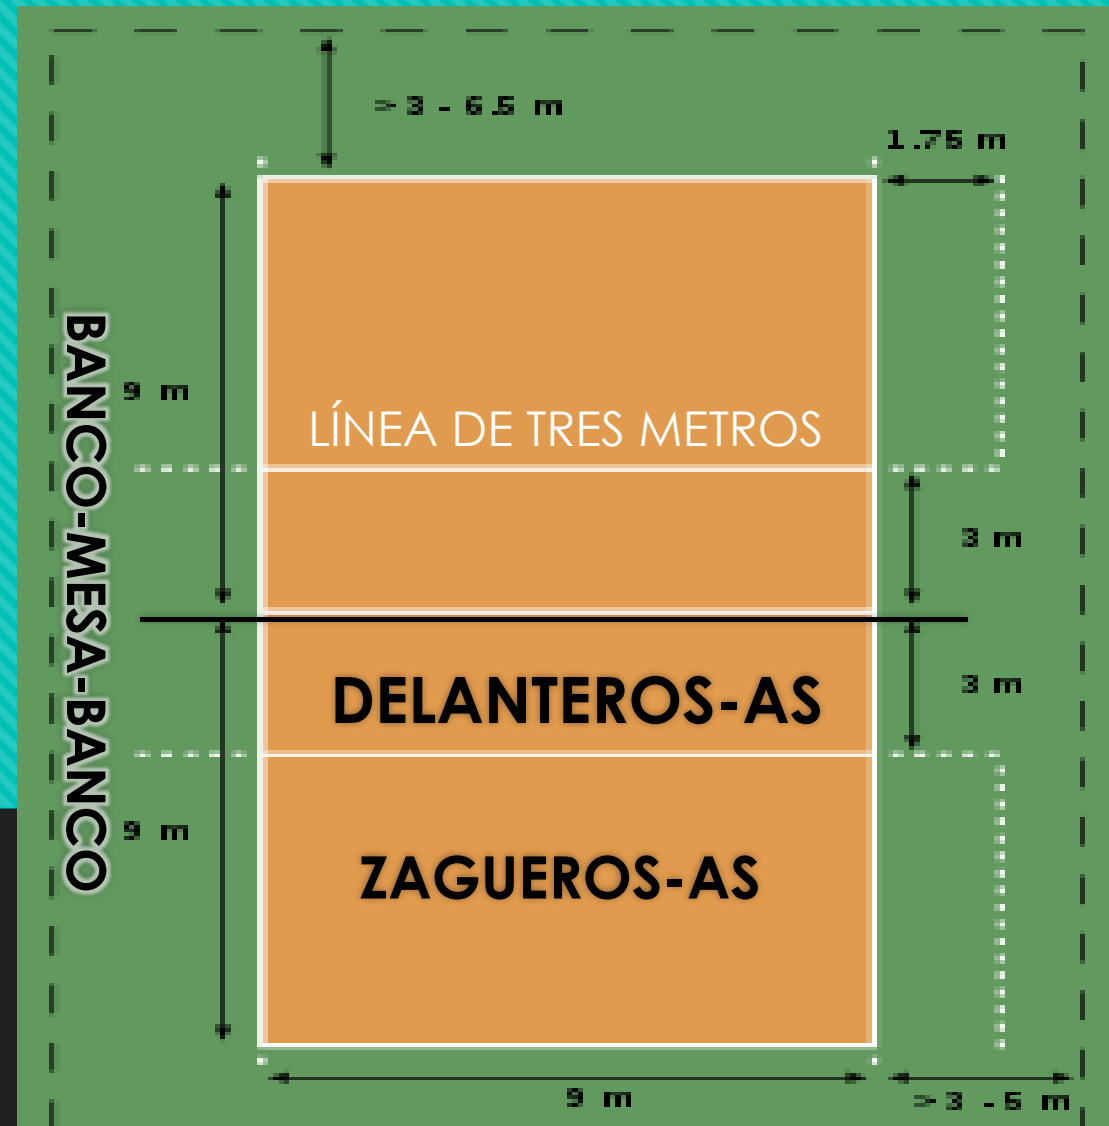 > 3 - 6.5 m
1.75 m
BANCO-MESA-BANCO
9 m
LÍNEA DE TRES METROS
3 m
3 m
DELANTEROS-AS
9 m
ZAGUEROS-AS
9 m
> 3 - 5 m